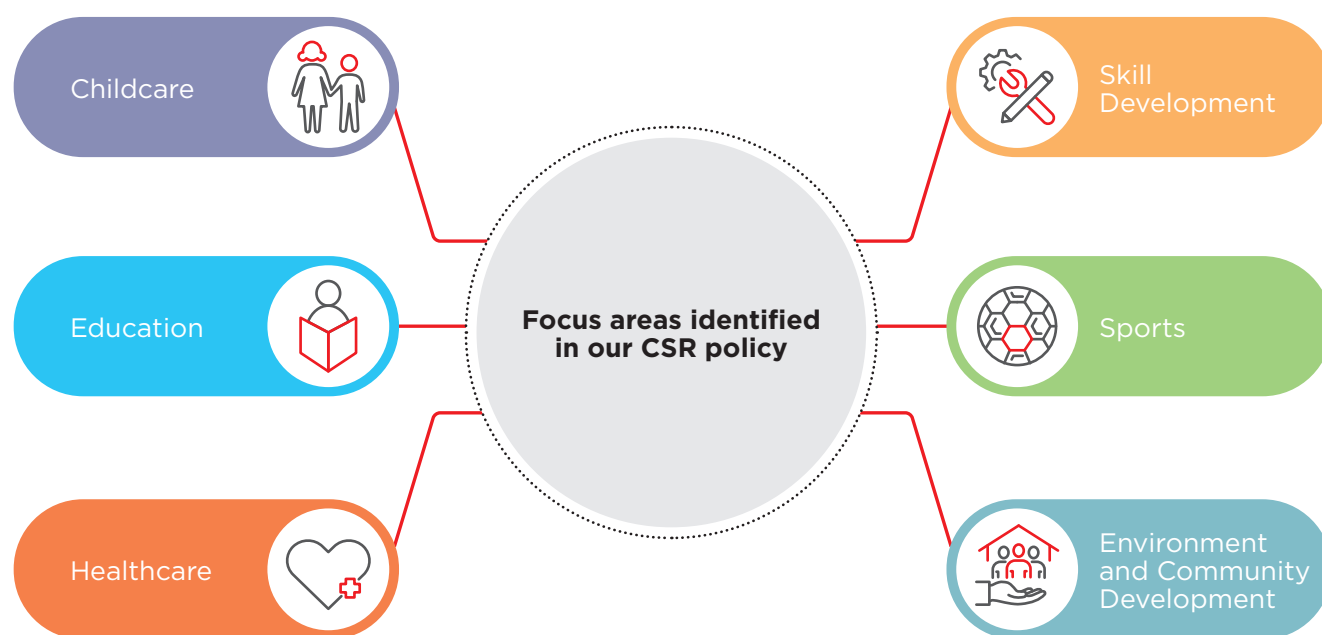 Childcare
Education
Healthcare
Focus areas identified
in our CSR policy
Skill
Development
Sports
Environment
and Community
Development